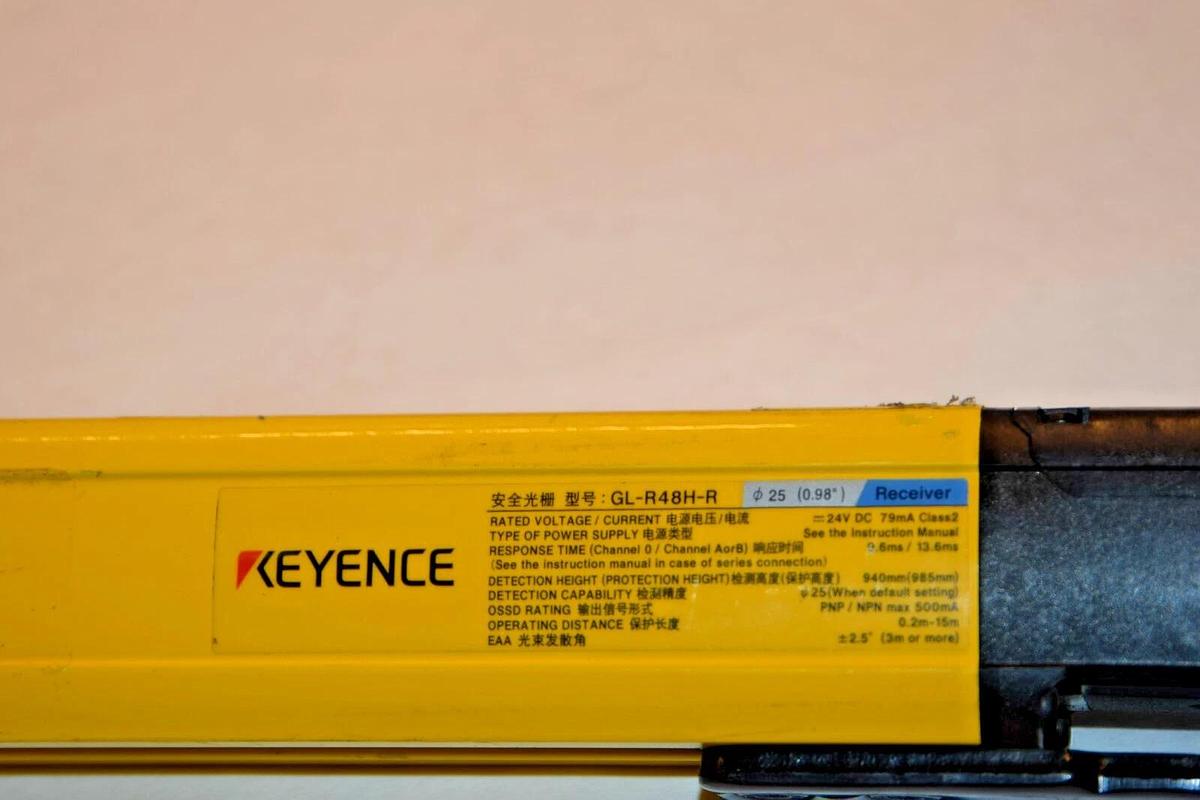 KEYENCE
安全光栅 型号：GL-R48H-R φ25 (0.98") Receiver
RATED VOLTAGE / CURRENT 电源电压/电流 ⎓24V DC 79mA Class2
TYPE OF POWER SUPPLY 电源类型 See the Instruction Manual
RESPONSE TIME (Channel 0 / Channel AorB) 响应时间 9.6ms / 13.6ms
(See the instruction manual in case of series connection)
DETECTION HEIGHT (PROTECTION HEIGHT)检测高度(保护高度) 940mm(985mm)
DETECTION CAPABILITY 检测精度 φ25(When default setting)
OSSD RATING 输出信号形式 PNP / NPN max 500mA
OPERATING DISTANCE 保护长度 0.2m-15m
EAA 光束发散角 ±2.5° (3m or more)